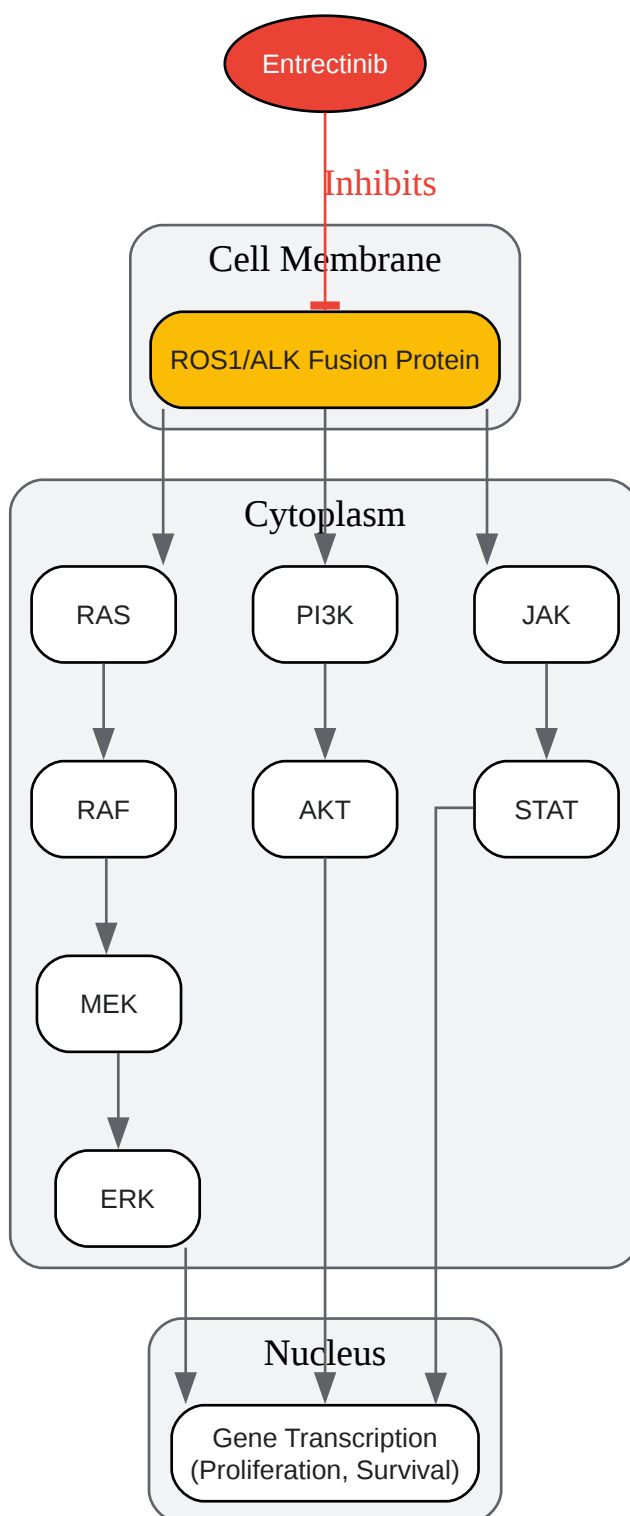 Entrectinib
Inhibits
Cell Membrane
ROS1/ALK Fusion Protein
Cytoplasm
RAS
PI3K
JAK
RAF
AKT
STAT
MEK
ERK
Nucleus
Gene Transcription
(Proliferation, Survival)